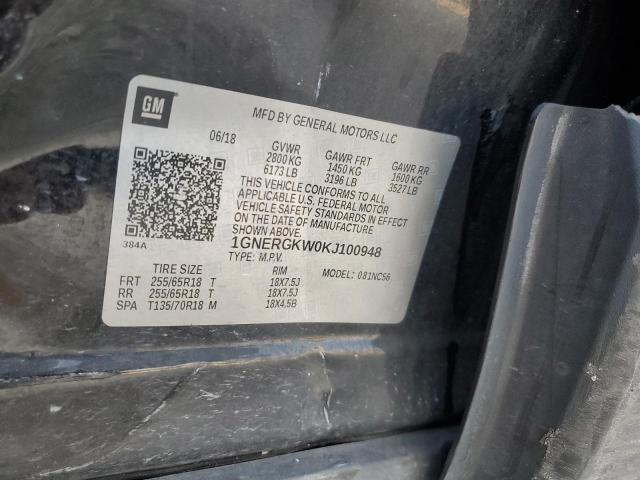 GM
MFD BY GENERAL MOTORS LLC
06/18 GVWR GAWR FRT GAWR RR
2800 KG 1450 KG 1600 KG
6173 LB 3196 LB 3527 LB
THIS VEHICLE CONFORMS TO ALL
APPLICABLE U.S. FEDERAL MOTOR
VEHICLE SAFETY STANDARDS IN EFFECT
ON THE DATE OF MANUFACTURE
SHOWN ABOVE.
384A 1GNERGKW0KJ100948
TYPE: M.P.V. MODEL: 081NC56
TIRE SIZE RIM
FRT 255/65R18 T 18X7.5J
RR 255/65R18 T 18X7.5J
SPA T135/70R18 M 18X4.5B